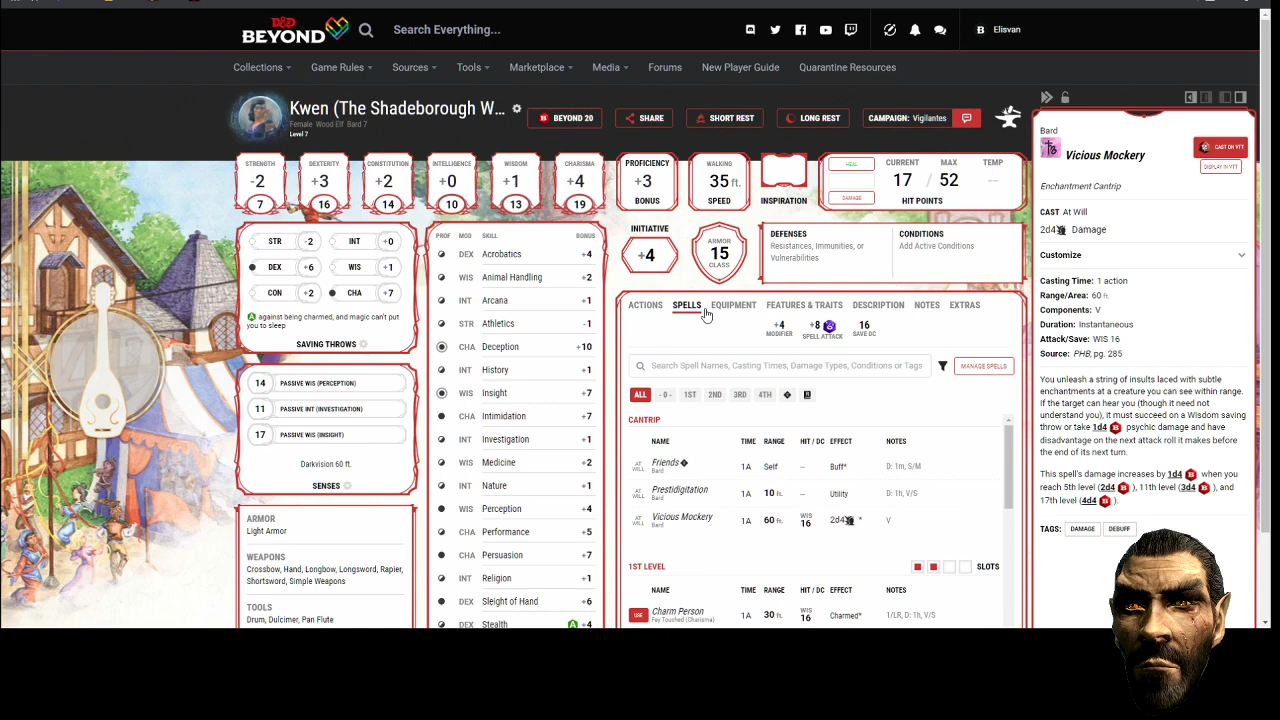 D&D
BEYOND
Search Everything...
Elisvan
Collections
Game Rules
Sources
Tools
Marketplace
Media
Forums
New Player Guide
Quarantine Resources
Kwen (The Shadeborough W...
Female Wood Elf Bard 7
Level 7
BEYOND 20
SHARE
SHORT REST
LONG REST
CAMPAIGN: Vigilantes
STRENGTH
-2
7
DEXTERITY
+3
16
CONSTITUTION
+2
14
INTELLIGENCE
+0
10
WISDOM
+1
13
CHARISMA
+4
19
PROFICIENCY
+3
BONUS
WALKING
35 ft.
SPEED
INSPIRATION
HEAL
DAMAGE
CURRENT
17
/
MAX
52
TEMP
--
HIT POINTS
STR -2
INT +0
DEX +6
WIS +1
CON +2
CHA +7
against being charmed, and magic can't put
you to sleep
SAVING THROWS
14 PASSIVE WIS (PERCEPTION)
11 PASSIVE INT (INVESTIGATION)
17 PASSIVE WIS (INSIGHT)
Darkvision 60 ft.
SENSES
ARMOR
Light Armor
WEAPONS
Crossbow, Hand, Longbow, Longsword, Rapier,
Shortsword, Simple Weapons
TOOLS
Drum, Dulcimer, Pan Flute
PROF MOD SKILL BONUS
DEX Acrobatics +4
WIS Animal Handling +2
INT Arcana +1
STR Athletics -1
CHA Deception +10
INT History +1
WIS Insight +7
CHA Intimidation +7
INT Investigation +1
WIS Medicine +2
INT Nature +1
WIS Perception +4
CHA Performance +5
CHA Persuasion +7
INT Religion +1
DEX Sleight of Hand +6
DEX Stealth +4
INITIATIVE
+4
ARMOR
15
CLASS
DEFENSES
Resistances, Immunities, or
Vulnerabilities
CONDITIONS
Add Active Conditions
ACTIONS SPELLS EQUIPMENT FEATURES & TRAITS DESCRIPTION NOTES EXTRAS
+4
MODIFIER
+8
SPELL ATTACK
16
SAVE DC
Search Spell Names, Casting Times, Damage Types, Conditions or Tags
MANAGE SPELLS
ALL - 0 - 1ST 2ND 3RD 4TH
CANTRIP
NAME TIME RANGE HIT / DC EFFECT NOTES
AT WILL Friends 1A Self -- Buff* D: 1m, S/M
Bard
AT WILL Prestidigitation 1A 10 ft. -- Utility D: 1h, V/S
Bard
AT WILL Vicious Mockery 1A 60 ft. WIS 16 2d4 * V
Bard
1ST LEVEL
SLOTS
NAME TIME RANGE HIT / DC EFFECT NOTES
USE Charm Person 1A 30 ft. WIS 16 Charmed* 1/LR, D: 1h, V/S
Fey Touched (Charisma)
Bard
Vicious Mockery
CAST ON VTT
DISPLAY IN VTT
Enchantment Cantrip
CAST At Will
2d4 Damage
Customize
Casting Time: 1 action
Range/Area: 60 ft.
Components: V
Duration: Instantaneous
Attack/Save: WIS 16
Source: PHB, pg. 285
You unleash a string of insults laced with subtle
enchantments at a creature you can see within range.
If the target can hear you (though it need not
understand you), it must succeed on a Wisdom saving
throw or take 1d4 psychic damage and have
disadvantage on the next attack roll it makes before
the end of its next turn.
This spell's damage increases by 1d4 when you
reach 5th level (2d4), 11th level (3d4), and
17th level (4d4).
TAGS: DAMAGE DEBUFF